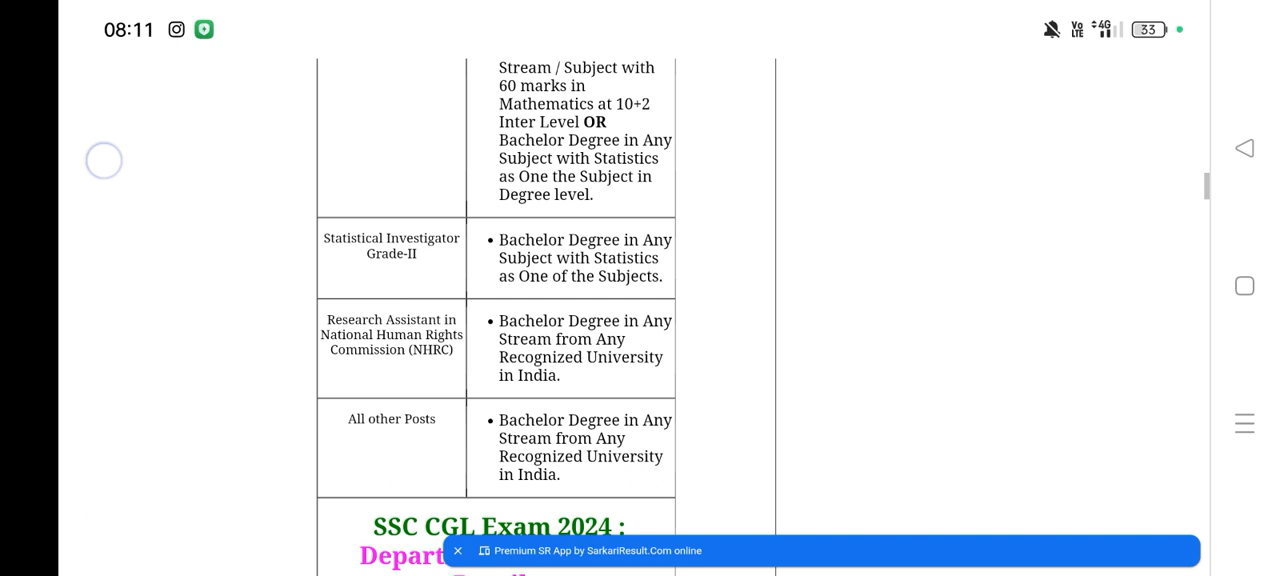 08:11
Vo
LTE
4G
33
Stream / Subject with
60 marks in
Mathematics at 10+2
Inter Level OR
Bachelor Degree in Any
Subject with Statistics
as One the Subject in
Degree level.
Statistical Investigator
Grade-II
• Bachelor Degree in Any
Subject with Statistics
as One of the Subjects.
Research Assistant in
National Human Rights
Commission (NHRC)
• Bachelor Degree in Any
Stream from Any
Recognized University
in India.
All other Posts
• Bachelor Degree in Any
Stream from Any
Recognized University
in India.
SSC CGL Exam 2024 :
Depart
Premium SR App by SarkariResult.Com online